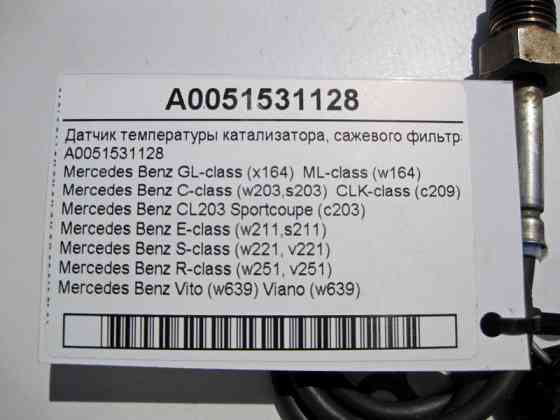 A0051531128
Датчик температуры катализатора, сажевого фильтр
A0051531128
Mercedes Benz GL-class (x164) ML-class (w164)
Mercedes Benz C-class (w203,s203) CLK-class (c209)
Mercedes Benz CL203 Sportcoupe (c203)
Mercedes Benz E-class (w211,s211)
Mercedes Benz S-class (w221, v221)
Mercedes Benz R-class (w251, v251)
Mercedes Benz Vito (w639) Viano (w639)